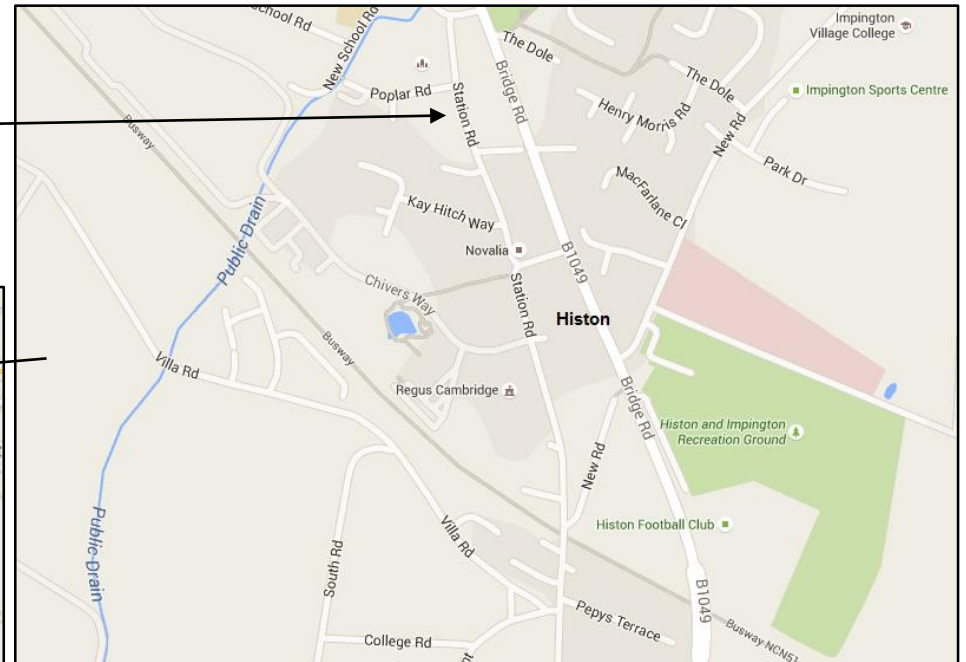 School Rd
New School Rd
The Dole
Impington
Village College
Bridge Rd
Poplar Rd
Station Rd
The Dole
Impington Sports Centre
Henry Morris Rd
New Rd
Busway
Park Dr
MacFarlane Cl
Kay Hitch Way
Public Drain
Novalia
B1049
Chivers Way
Station Rd
Histon
Busway
Villa Rd
Regus Cambridge
Bridge Rd
Histon and Impington
Recreation Ground
New Rd
Public Drain
Villa Rd
Histon Football Club
South Rd
B1049
Pepys Terrace
College Rd
Busway NCN51